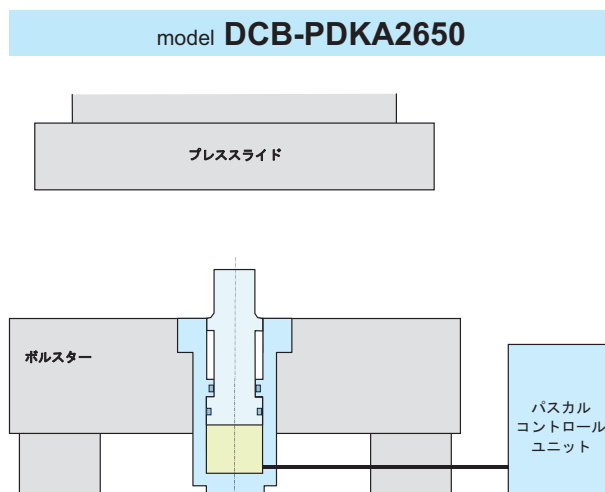 model DCB-PDKA2650
プレススライド
ボルスター
パスカル
コントロール
ユニット